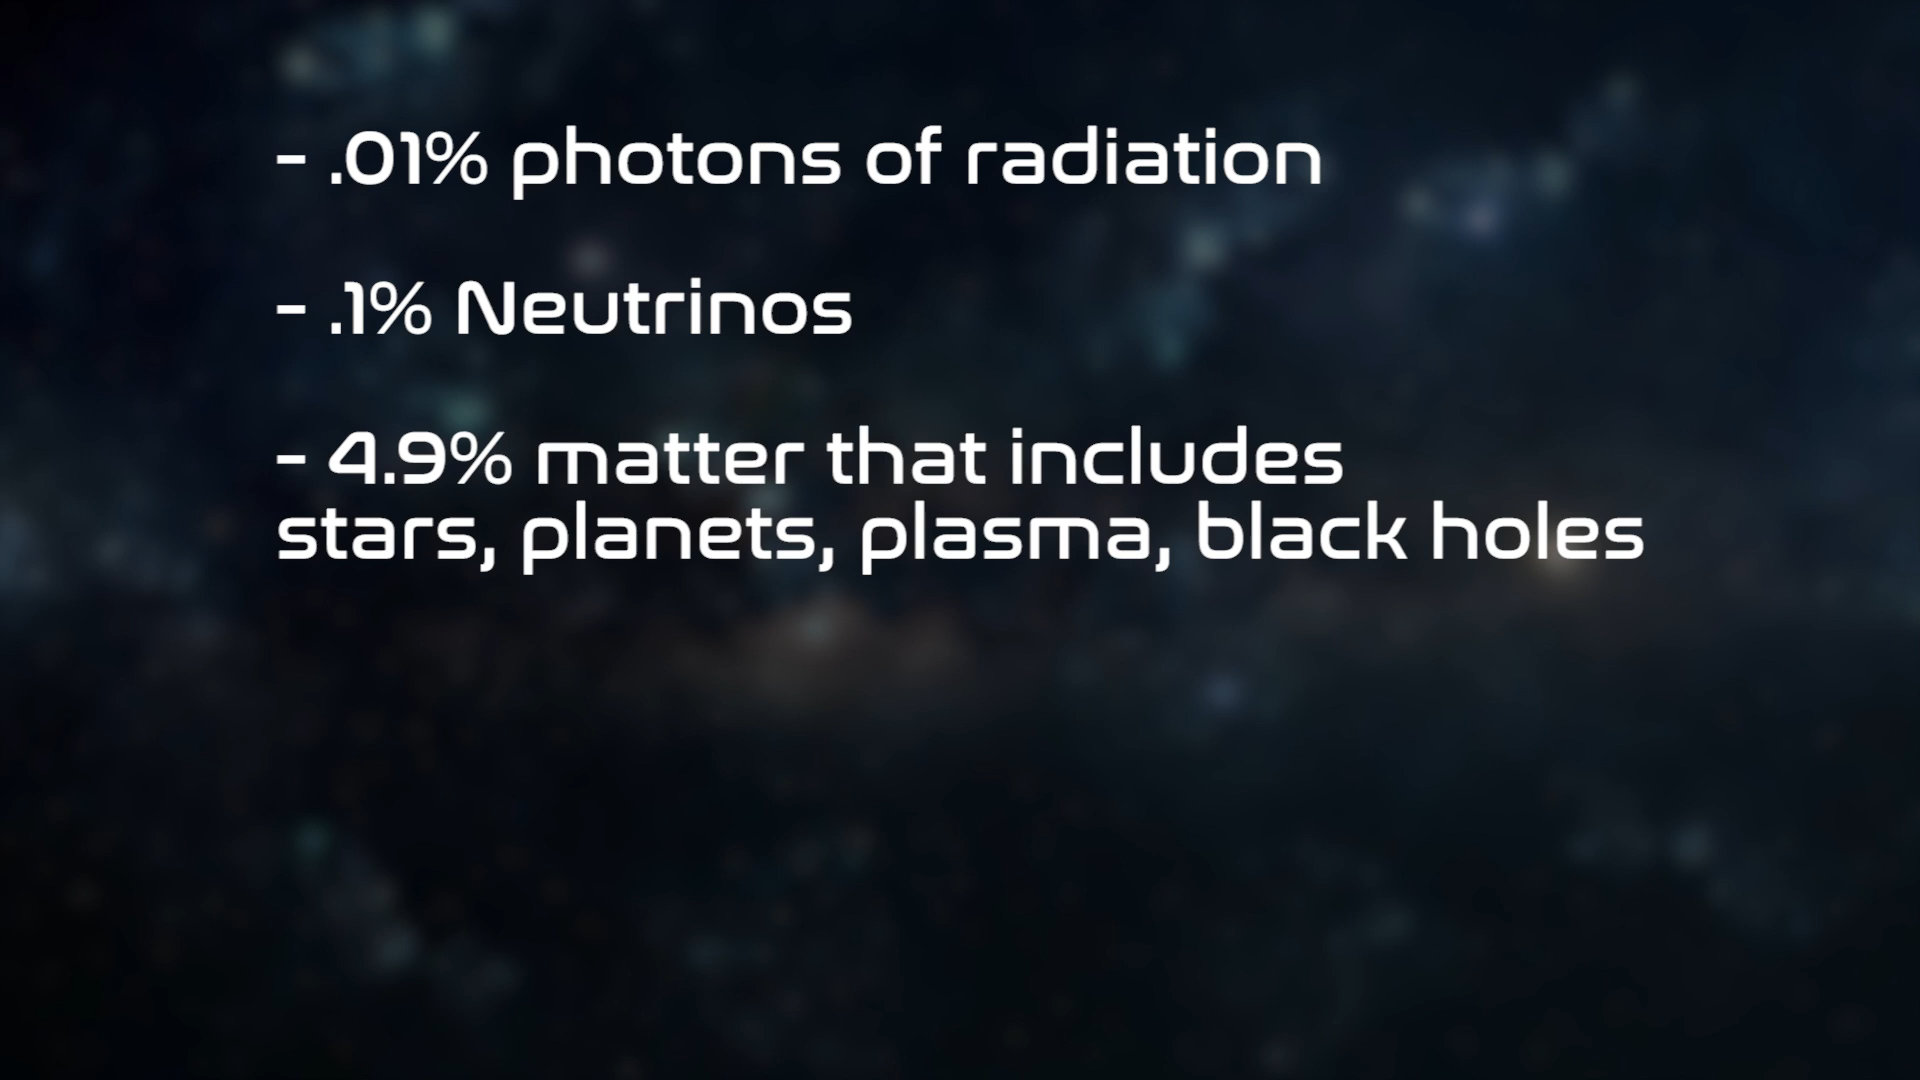 - .01% photons of radiation
- .1% Neutrinos
- 4.9% matter that includes
stars, planets, plasma, black holes